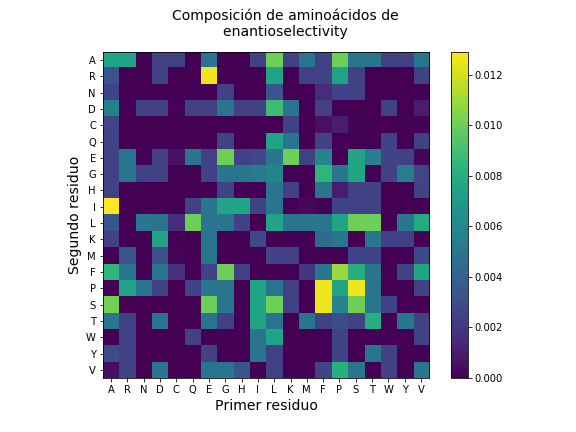 Composición de aminoácidos de
enantioselectivity
Segundo residuo
A
R
N
D
C
Q
E
G
H
I
L
K
M
F
P
S
T
W
Y
V
A R N D C Q E G H I L K M F P S T W Y V
Primer residuo
0.012
0.010
0.008
0.006
0.004
0.002
0.000